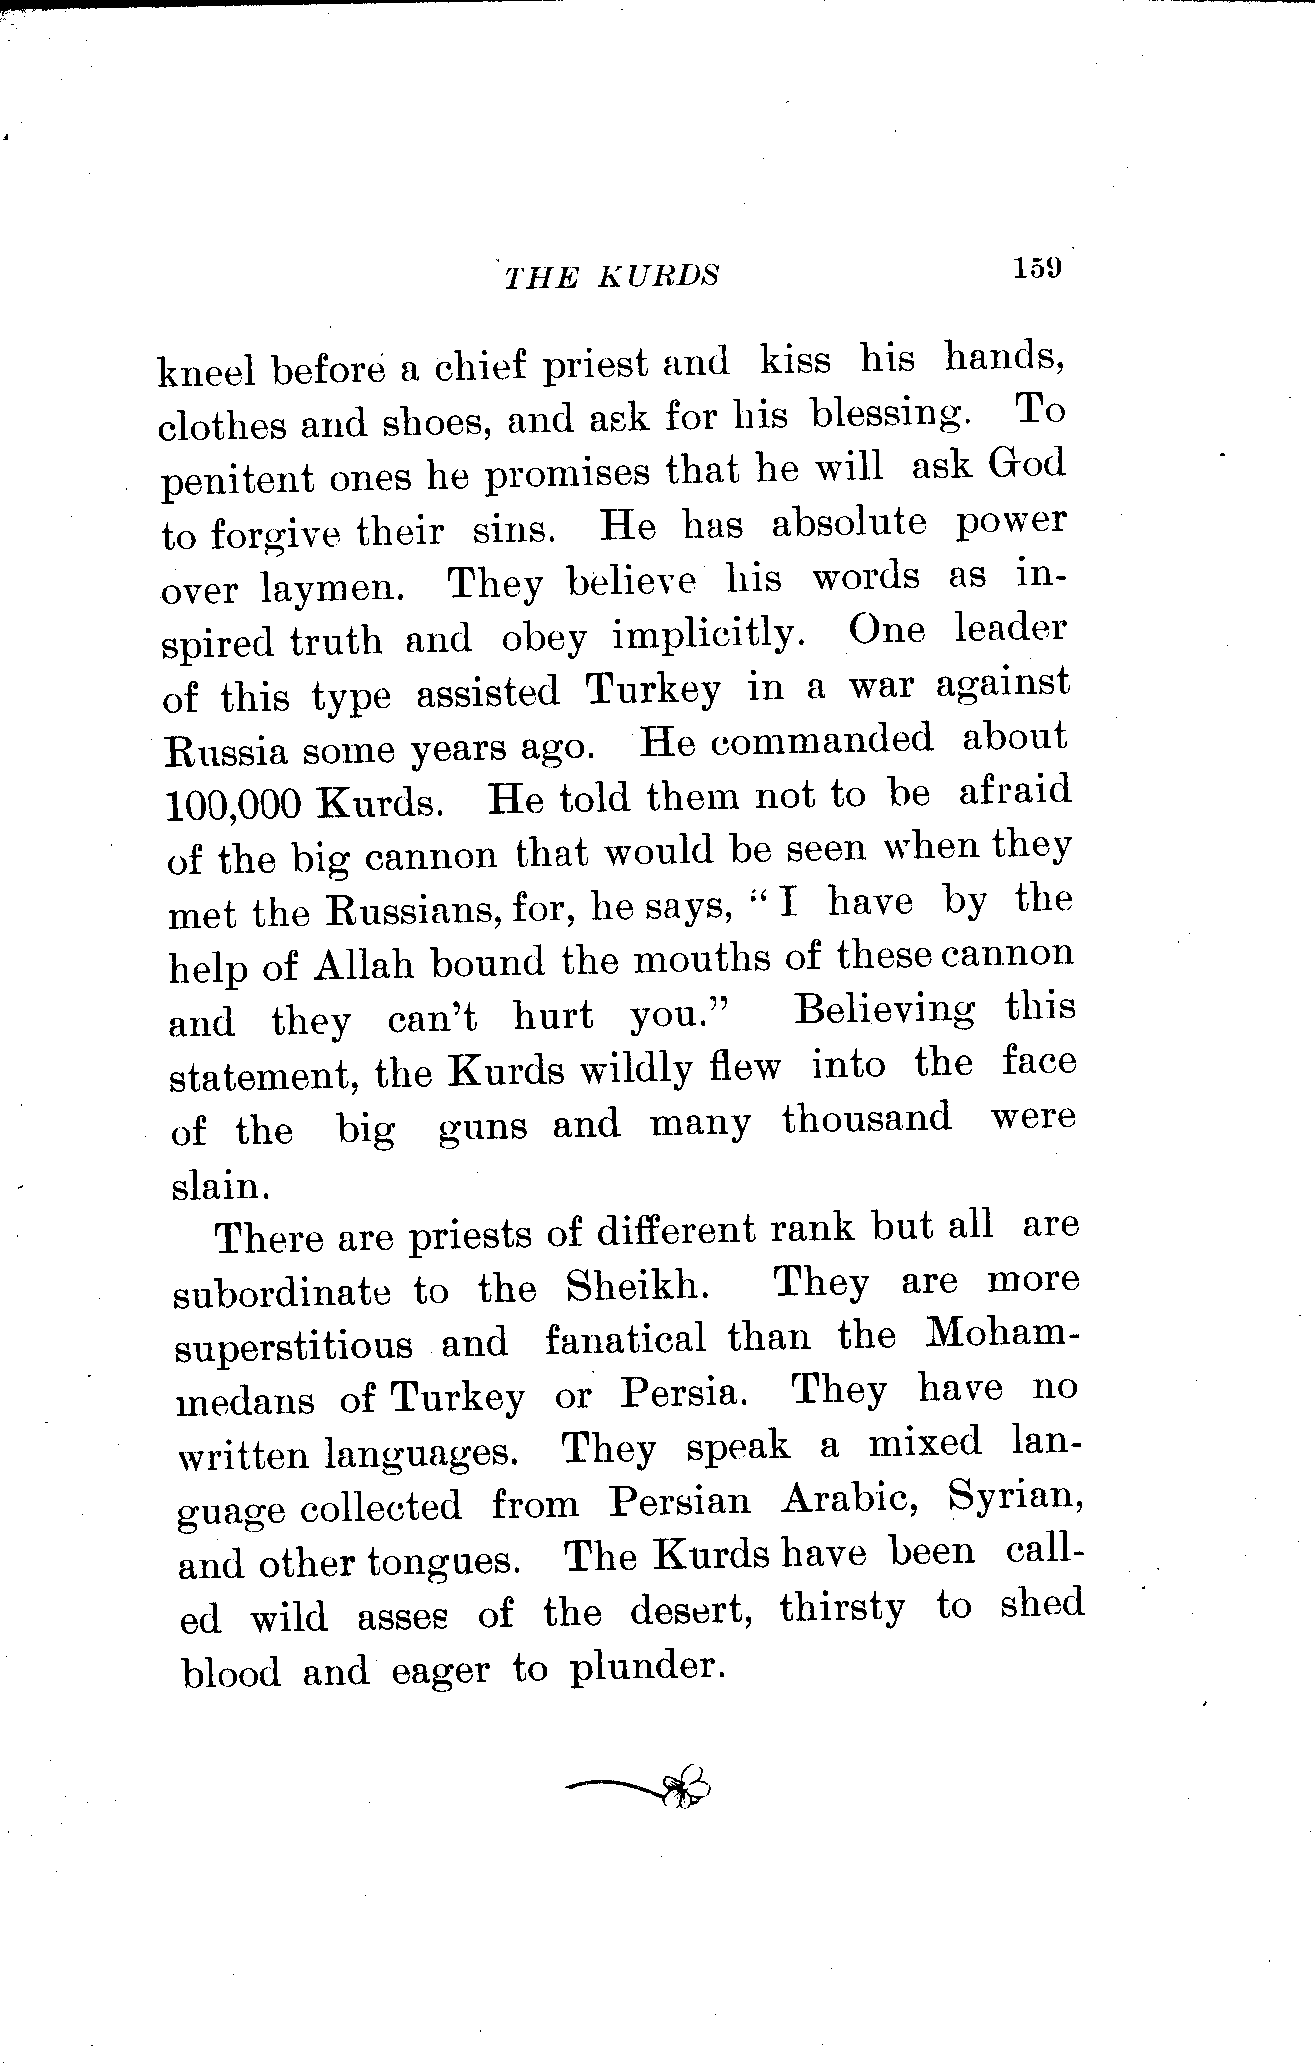 THE KURDS 159
kneel before a chief priest and kiss his hands,
clothes and shoes, and ask for his blessing. To
penitent ones he promises that he will ask God
to forgive their sins. He has absolute power
over laymen. They believe his words as in-
spired truth and obey implicitly. One leader
of this type assisted Turkey in a war against
Russia some years ago. He commanded about
100,000 Kurds. He told them not to be afraid
of the big cannon that would be seen when they
met the Russians, for, he says, “ I have by the
help of Allah bound the mouths of these cannon
and they can’t hurt you.” Believing this
statement, the Kurds wildly flew into the face
of the big guns and many thousand were
slain.
There are priests of different rank but all are
subordinate to the Sheikh. They are more
superstitious and fanatical than the Moham-
medans of Turkey or Persia. They have no
written languages. They speak a mixed lan-
guage collected from Persian Arabic, Syrian,
and other tongues. The Kurds have been call-
ed wild asses of the desert, thirsty to shed
blood and eager to plunder.